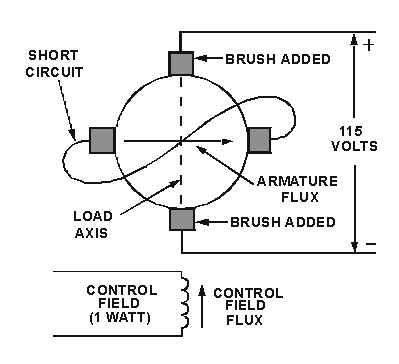 SHORT
CIRCUIT
BRUSH ADDED
+
115
VOLTS
ARMATURE
FLUX
LOAD
AXIS
BRUSH ADDED
−
CONTROL
FIELD
(1 WATT)
CONTROL
FIELD
FLUX